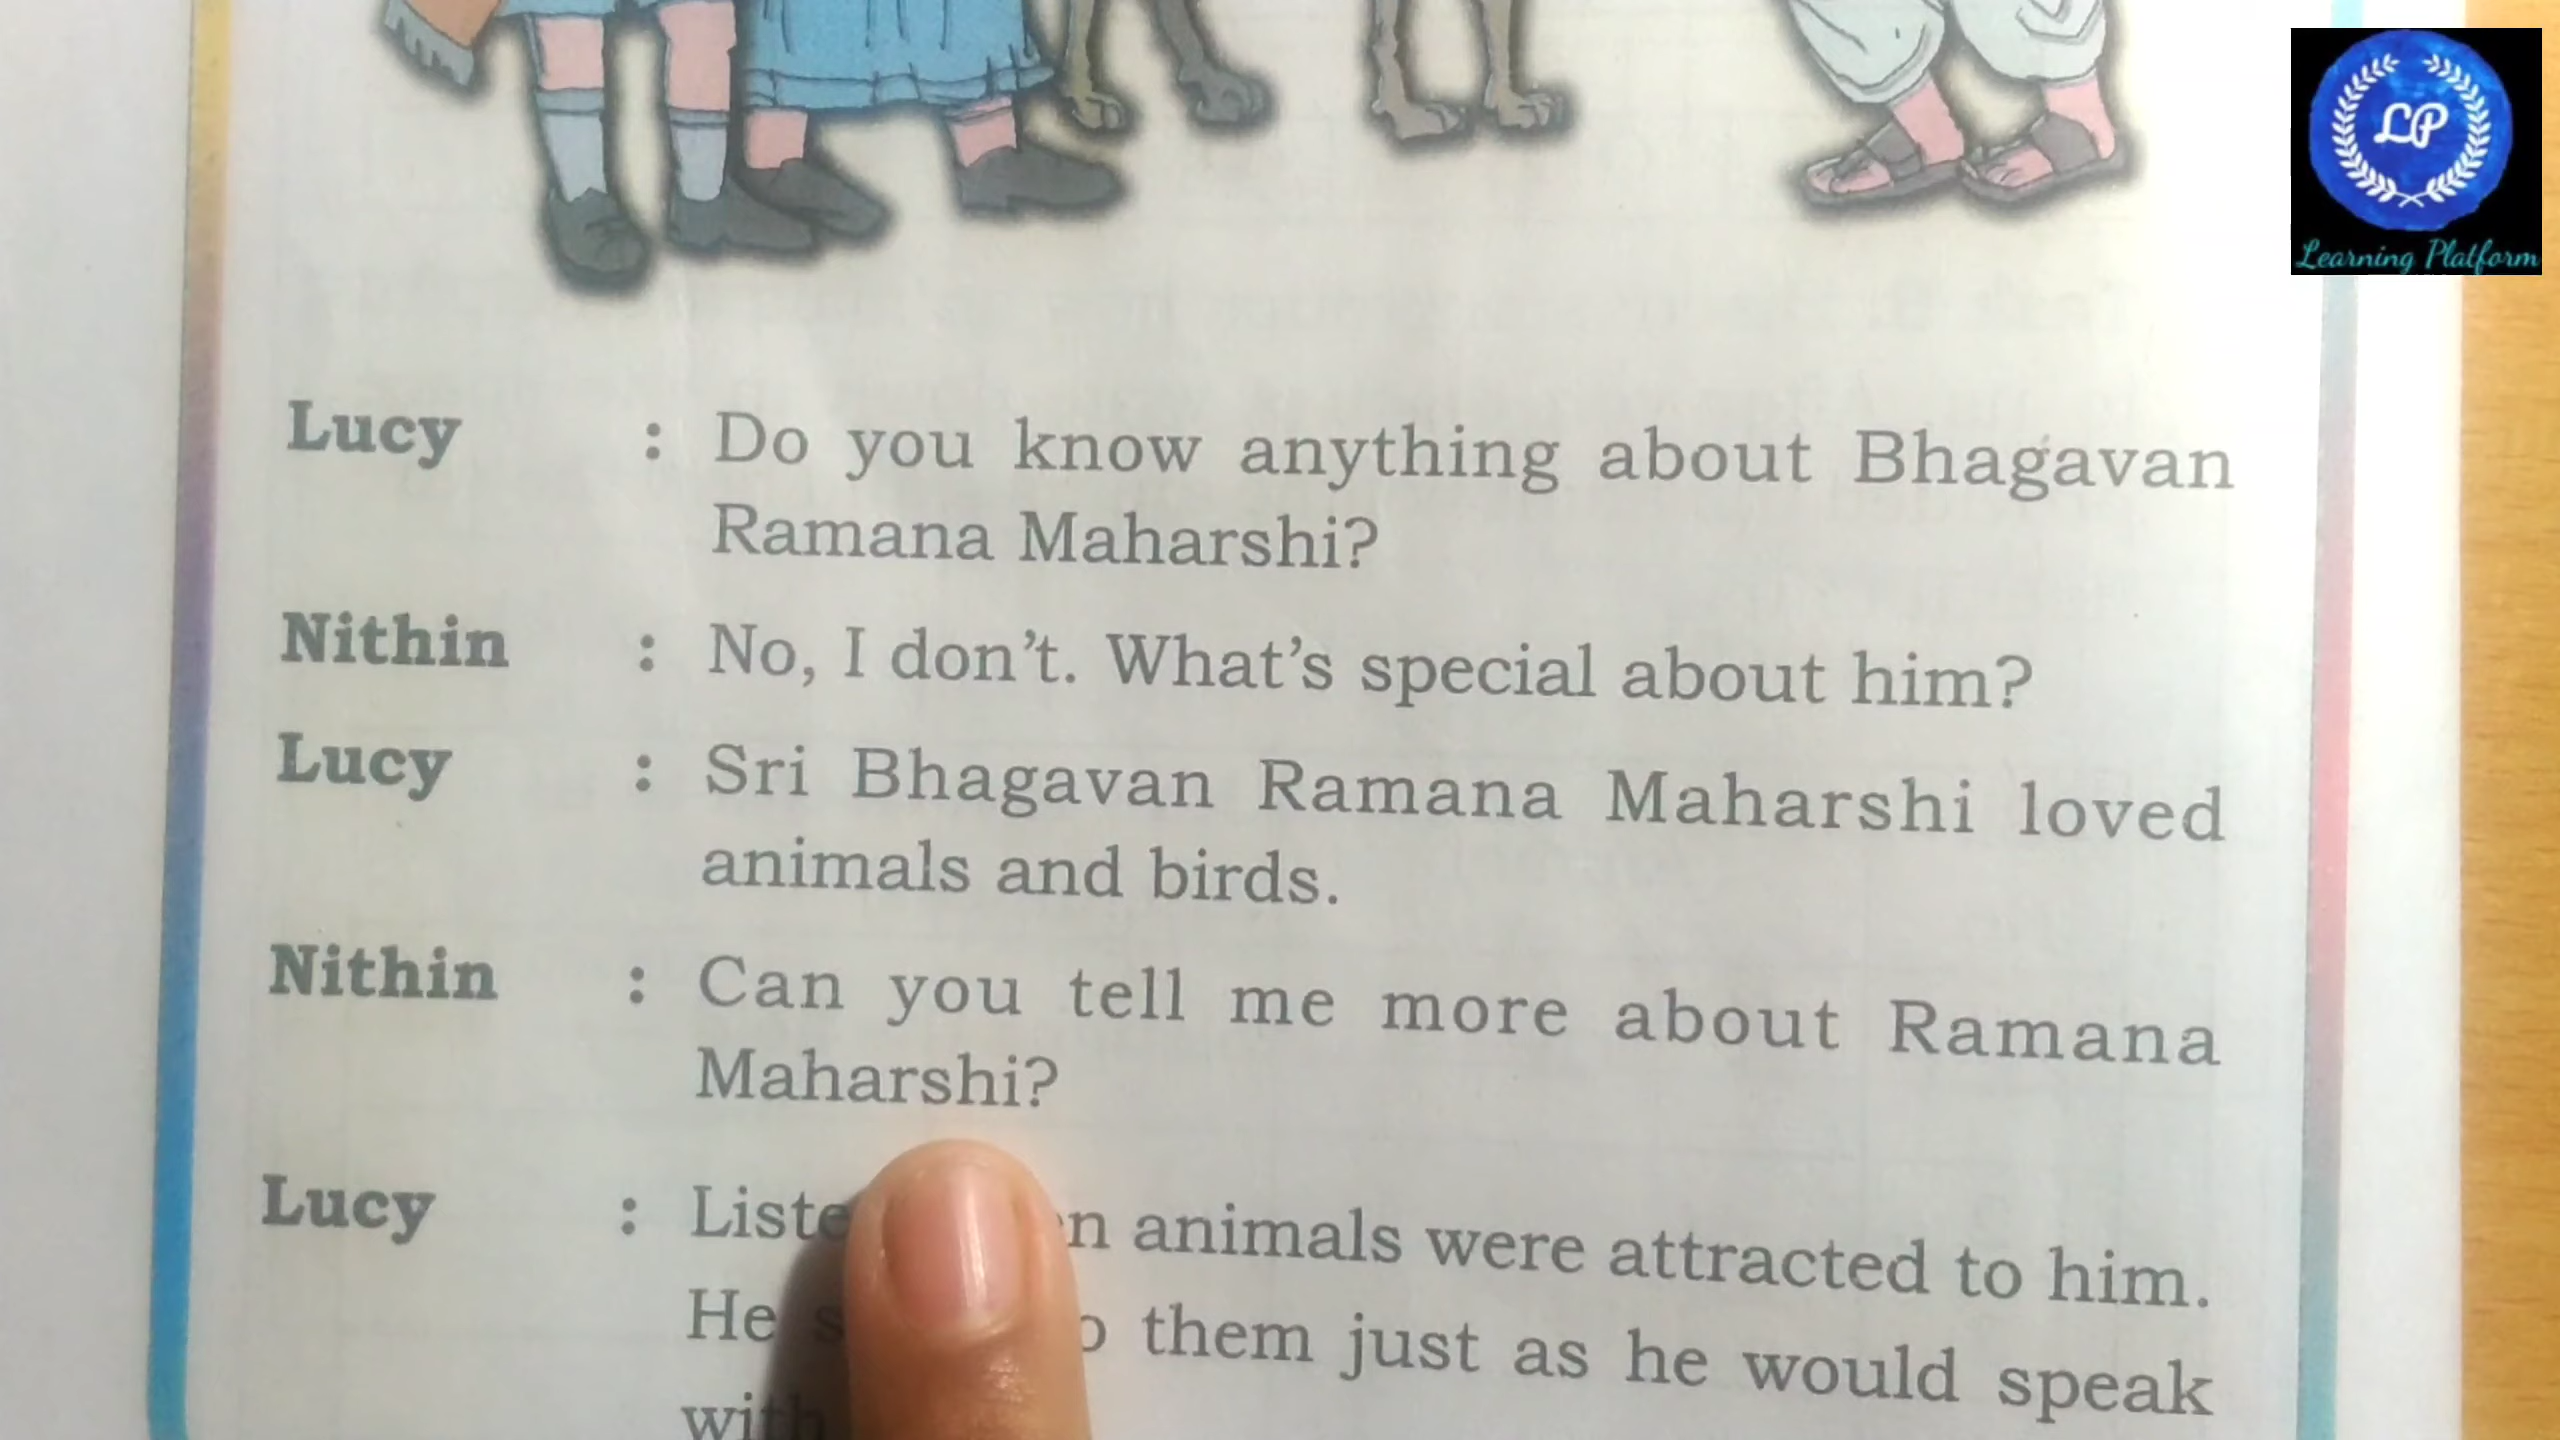 LP
Learning Platform
Lucy : Do you know anything about Bhagavan
Ramana Maharshi?
Nithin : No, I don't. What's special about him?
Lucy : Sri Bhagavan Ramana Maharshi loved
animals and birds.
Nithin : Can you tell me more about Ramana
Maharshi?
Lucy : animals were attracted to him.
He them just as he would speak